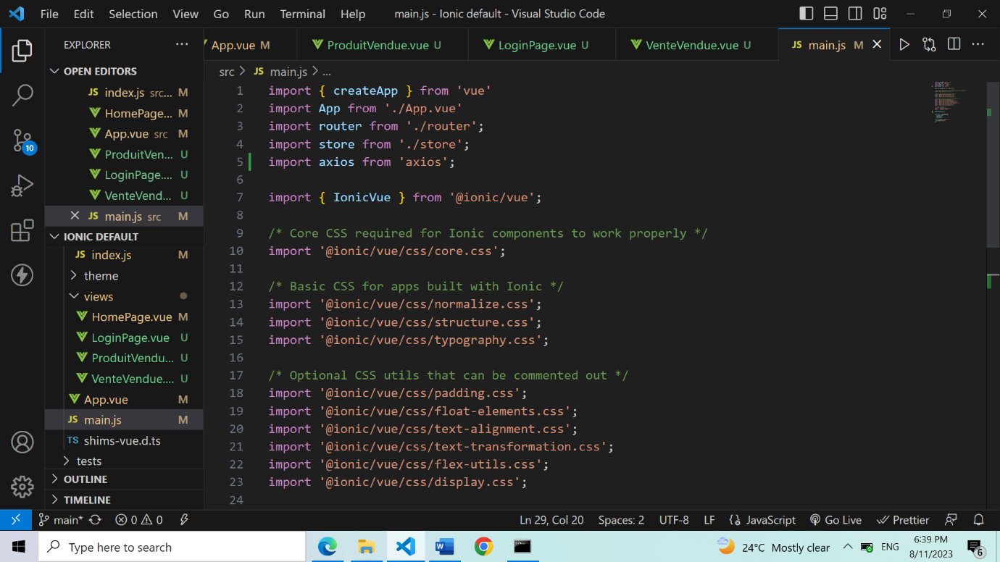 File Edit Selection View Go Run Terminal Help main.js - Ionic default - Visual Studio Code
EXPLORER ...
App.vue M ProduitVendue.vue U LoginPage.vue U VenteVendue.vue U JS main.js M
OPEN EDITORS
JS index.js src... M
HomePage... M
App.vue src M
ProduitVen... U
LoginPage.... U
VenteVend... U
JS main.js src M
10
IONIC DEFAULT
JS index.js M
theme
views
HomePage.vue M
LoginPage.vue U
ProduitVendu... U
VenteVendue.... U
App.vue M
JS main.js M
TS shims-vue.d.ts
tests
OUTLINE
TIMELINE
src > JS main.js > ...
1 import { createApp } from 'vue'
2 import App from './App.vue'
3 import router from './router';
4 import store from './store';
5 import axios from 'axios';
6
7 import { IonicVue } from '@ionic/vue';
8
9 /* Core CSS required for Ionic components to work properly */
10 import '@ionic/vue/css/core.css';
11
12 /* Basic CSS for apps built with Ionic */
13 import '@ionic/vue/css/normalize.css';
14 import '@ionic/vue/css/structure.css';
15 import '@ionic/vue/css/typography.css';
16
17 /* Optional CSS utils that can be commented out */
18 import '@ionic/vue/css/padding.css';
19 import '@ionic/vue/css/float-elements.css';
20 import '@ionic/vue/css/text-alignment.css';
21 import '@ionic/vue/css/text-transformation.css';
22 import '@ionic/vue/css/flex-utils.css';
23 import '@ionic/vue/css/display.css';
24
main* 0 0 Ln 29, Col 20 Spaces: 2 UTF-8 LF {} JavaScript Go Live Prettier
Type here to search 24°C Mostly clear ENG 6:39 PM
8/11/2023 6